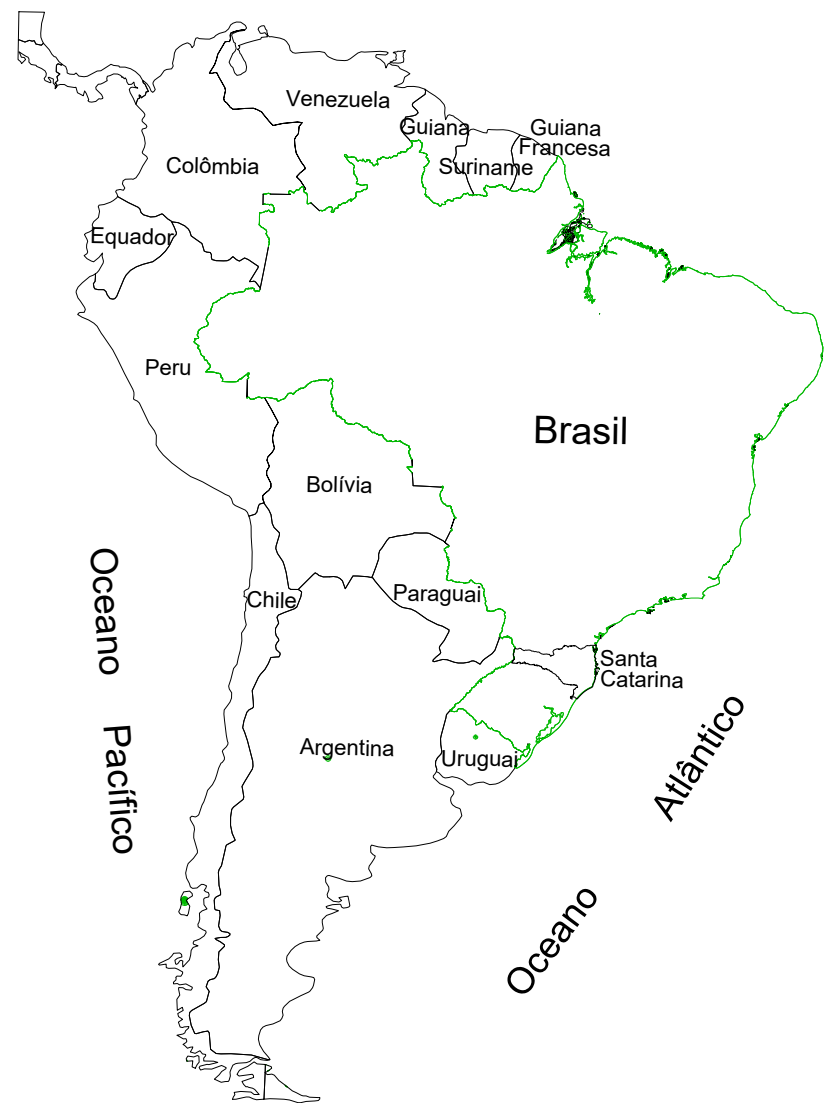 Venezuela
Guiana
Guiana
Francesa
Suriname
Colômbia
Equador
Peru
Brasil
Bolívia
Paraguai
Chile
Santa
Catarina
Argentina
Uruguai
Oceano Pacífico
Oceano Atlântico